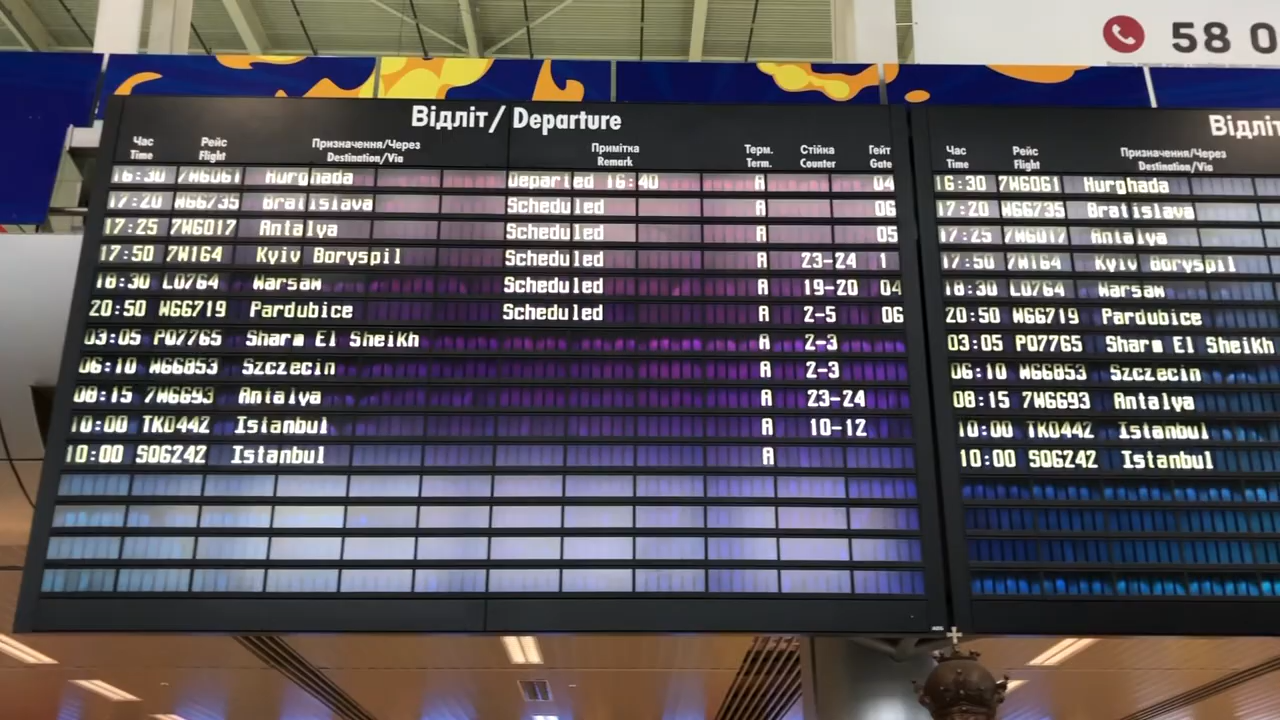 58 0
Відліт/Departure
Час Рейс Призначення/Через Примітка Терм. Стійка Гейт
Time Flight Destination/Via Remark Term. Counter Gate
16:30 7W6061 Hurghada Departed 16:40 A 04
17:20 W66735 Bratislava Scheduled A 06
17:25 7W6017 Antalya Scheduled A 05
17:50 7W164 Kyiv Boryspil Scheduled A 23-24 1
18:30 LO764 Warsaw Scheduled A 19-20 04
20:50 W66719 Pardubice Scheduled A 2-5 06
03:05 PQ7765 Sharm El Sheikh A 2-3
06:10 W66853 Szczecin A 2-3
08:15 7W6693 Antalya A 23-24
10:00 TK0442 Istanbul A 10-12
10:00 SO6242 Istanbul A
Відліт
Час Рейс Призначення/Через
Time Flight Destination/Via
16:30 7W6061 Hurghada
17:20 W66735 Bratislava
17:25 7W6017 Antalya
17:50 7W164 Kyiv Boryspil
18:30 LO764 Warsaw
20:50 W66719 Pardubice
03:05 PQ7765 Sharm El Sheikh
06:10 W66853 Szczecin
08:15 7W6693 Antalya
10:00 TK0442 Istanbul
10:00 SO6242 Istanbul